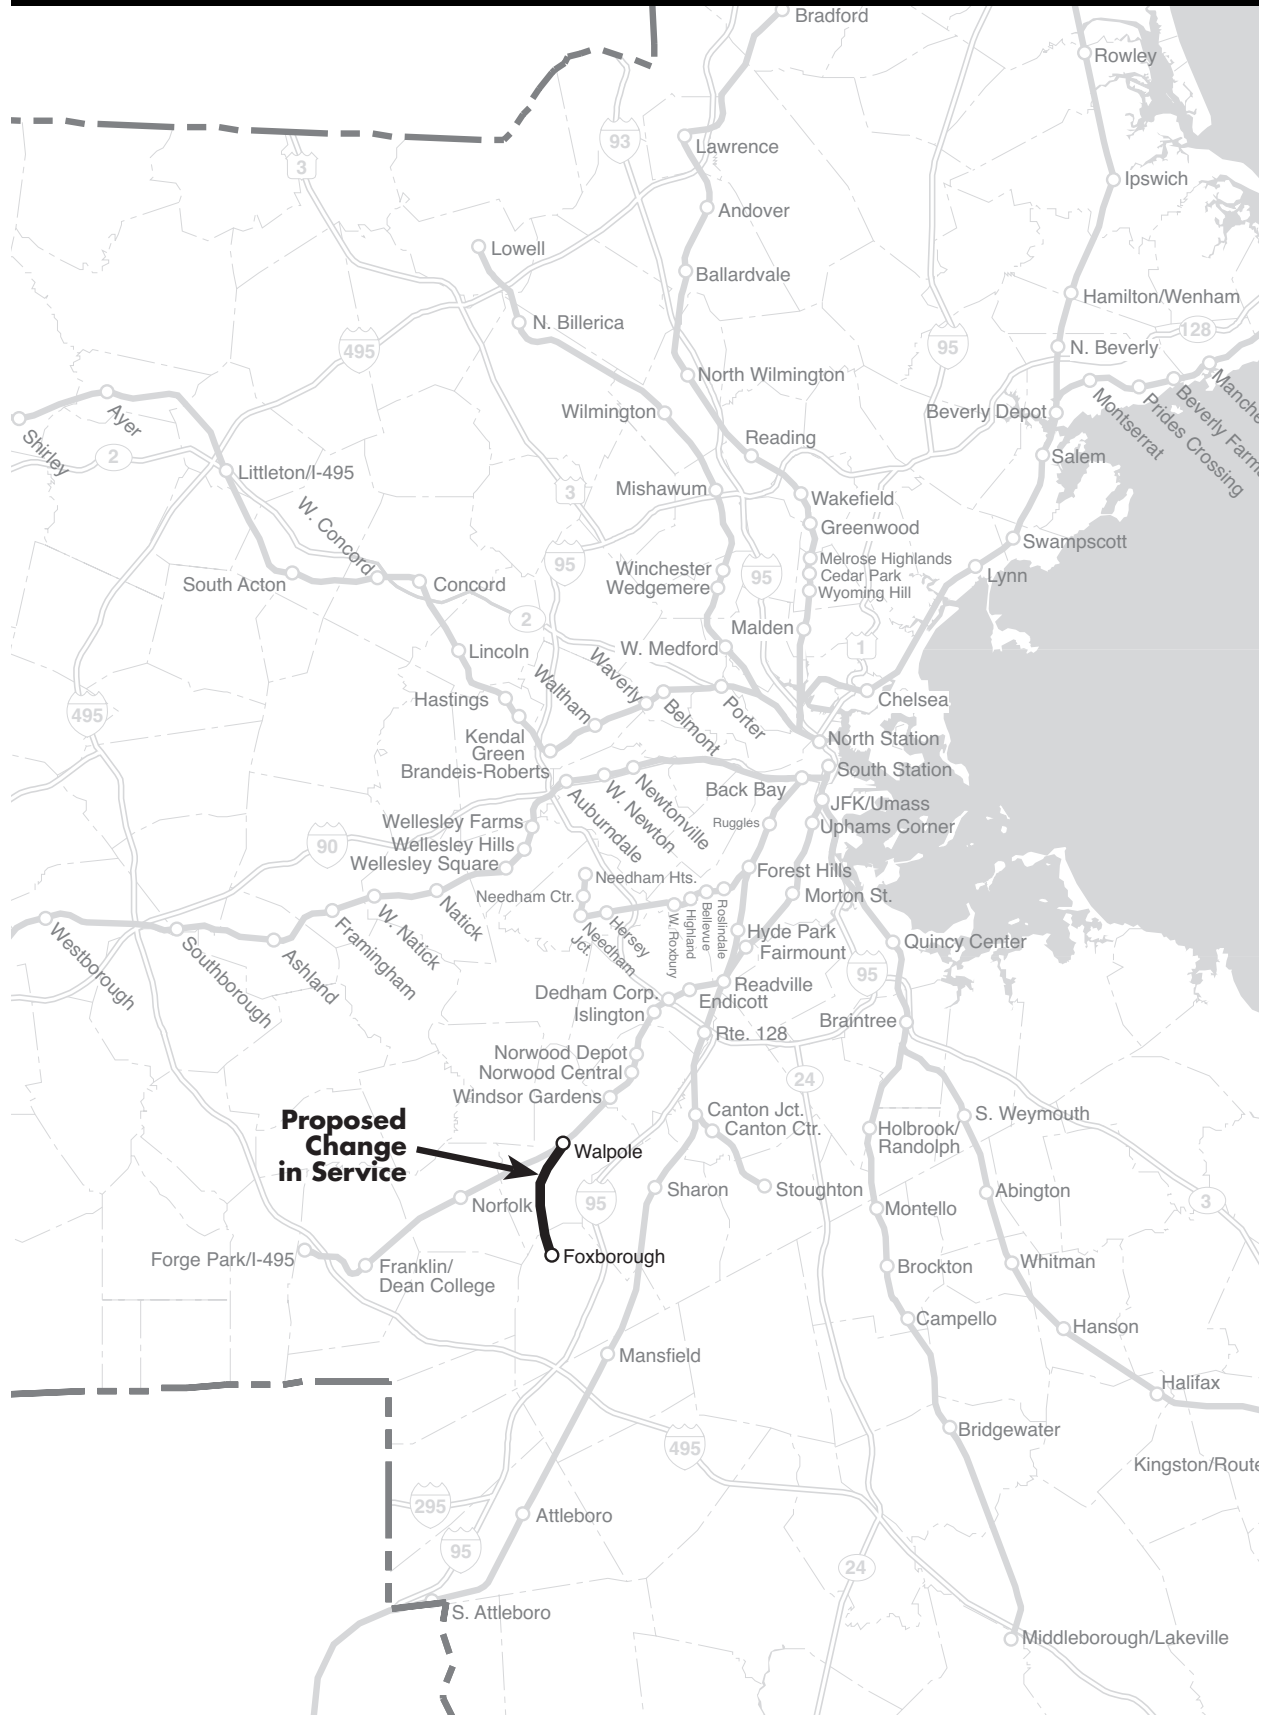 Bradford
Rowley
93
Lawrence
3
Ipswich
Andover
Lowell
Ballardvale
Hamilton/Wenham
N. Billerica
128
495
95
N. Beverly
North Wilmington
Manche
Beverly Farm
Prides Crossing
Montserrat
Ayer
Wilmington
Beverly Depot
Shirley
Reading
2
Salem
Littleton/I-495
Mishawum
3
Wakefield
W. Concord
Greenwood
Swampscott
Melrose Highlands
95
Winchester
95
Cedar Park
Lynn
South Acton
Concord
Wedgemere
Wyoming Hill
2
Malden
Lincoln
W. Medford
1
Waverly
Hastings
Waltham
Chelsea
495
Belmont
Porter
Kendal
Green
North Station
Brandeis-Roberts
South Station
Back Bay
Auburndale
W. Newton
Newtonville
JFK/Umass
Wellesley Farms
Ruggles
Uphams Corner
90
Wellesley Hills
Wellesley Square
Forest Hills
Needham Hts.
Needham Ctr.
Morton St.
Natick
W. Natick
Framingham
Ashland
Southborough
Westborough
Hersey
Needham
Jct.
W. Roxbury
Highland
Bellevue
Roslindale
Hyde Park
Fairmount
Quincy Center
95
Readville
Dedham Corp.
Endicott
Islington
Braintree
Rte. 128
Norwood Depot
Norwood Central
24
Windsor Gardens
Canton Jct.
S. Weymouth
Proposed
Change
in Service
Canton Ctr.
Holbrook/
Randolph
Walpole
Sharon
Stoughton
Abington
Norfolk
95
3
Montello
Forge Park/I-495
Foxborough
Franklin/
Dean College
Brockton
Whitman
Campello
Hanson
Mansfield
Halifax
Bridgewater
495
Kingston/Route
295
Attleboro
95
24
S. Attleboro
Middleborough/Lakeville